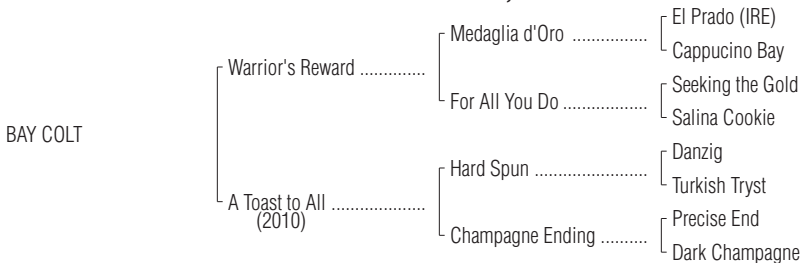 El Prado (IRE)
Medaglia d'Oro ................
Cappucino Bay
Warrior's Reward ..............
Seeking the Gold
For All You Do ..................
Salina Cookie
BAY COLT
Danzig
Hard Spun ........................
Turkish Tryst
A Toast to All ....................
(2010)
Precise End
Champagne Ending ..........
Dark Champagne